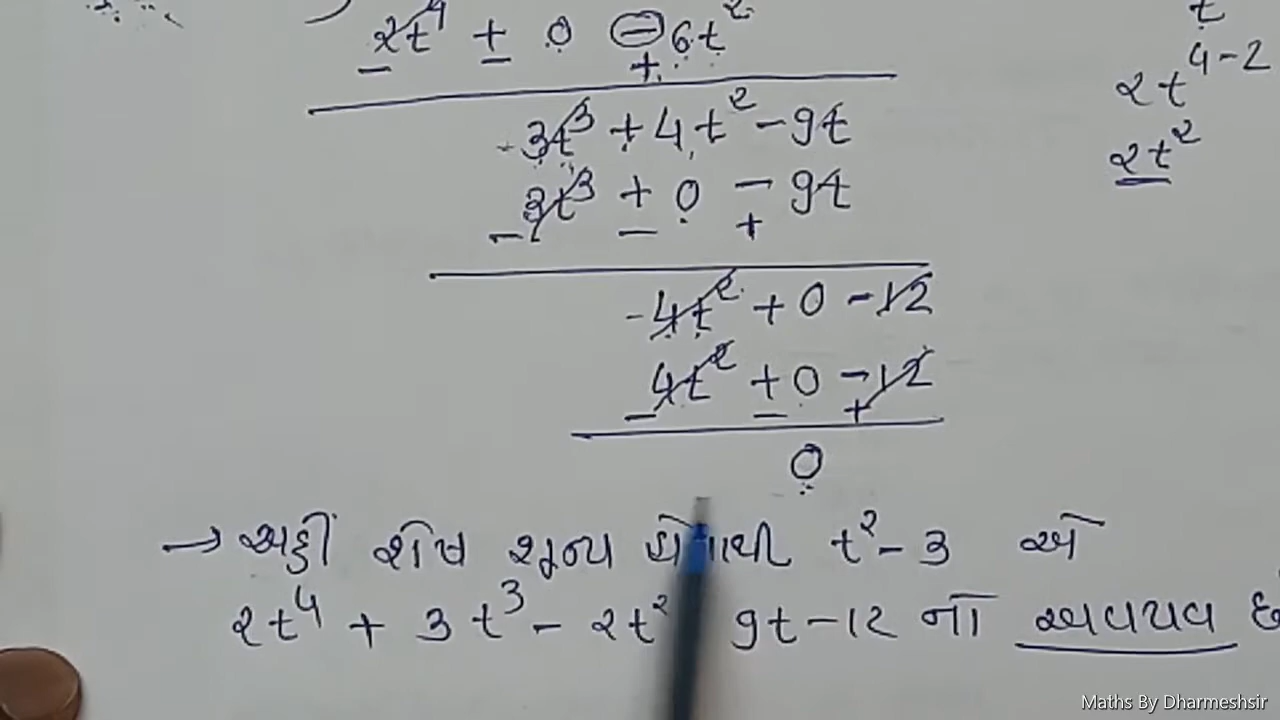 t
2t⁴ + 0 - 6t²
- - +
2t⁴⁻²
3t³ + 4t² - 9t
2t²
3t³ + 0 - 9t
- - +
4t² + 0 - 12
4t² + 0 - 12
- - +
0
→ અહીં શેષ શૂન્ય હોવાથી t² - 3 એ
2t⁴ + 3t³ - 2t² 9t - 12 નો અવયવ છે
Maths By Dharmeshsir